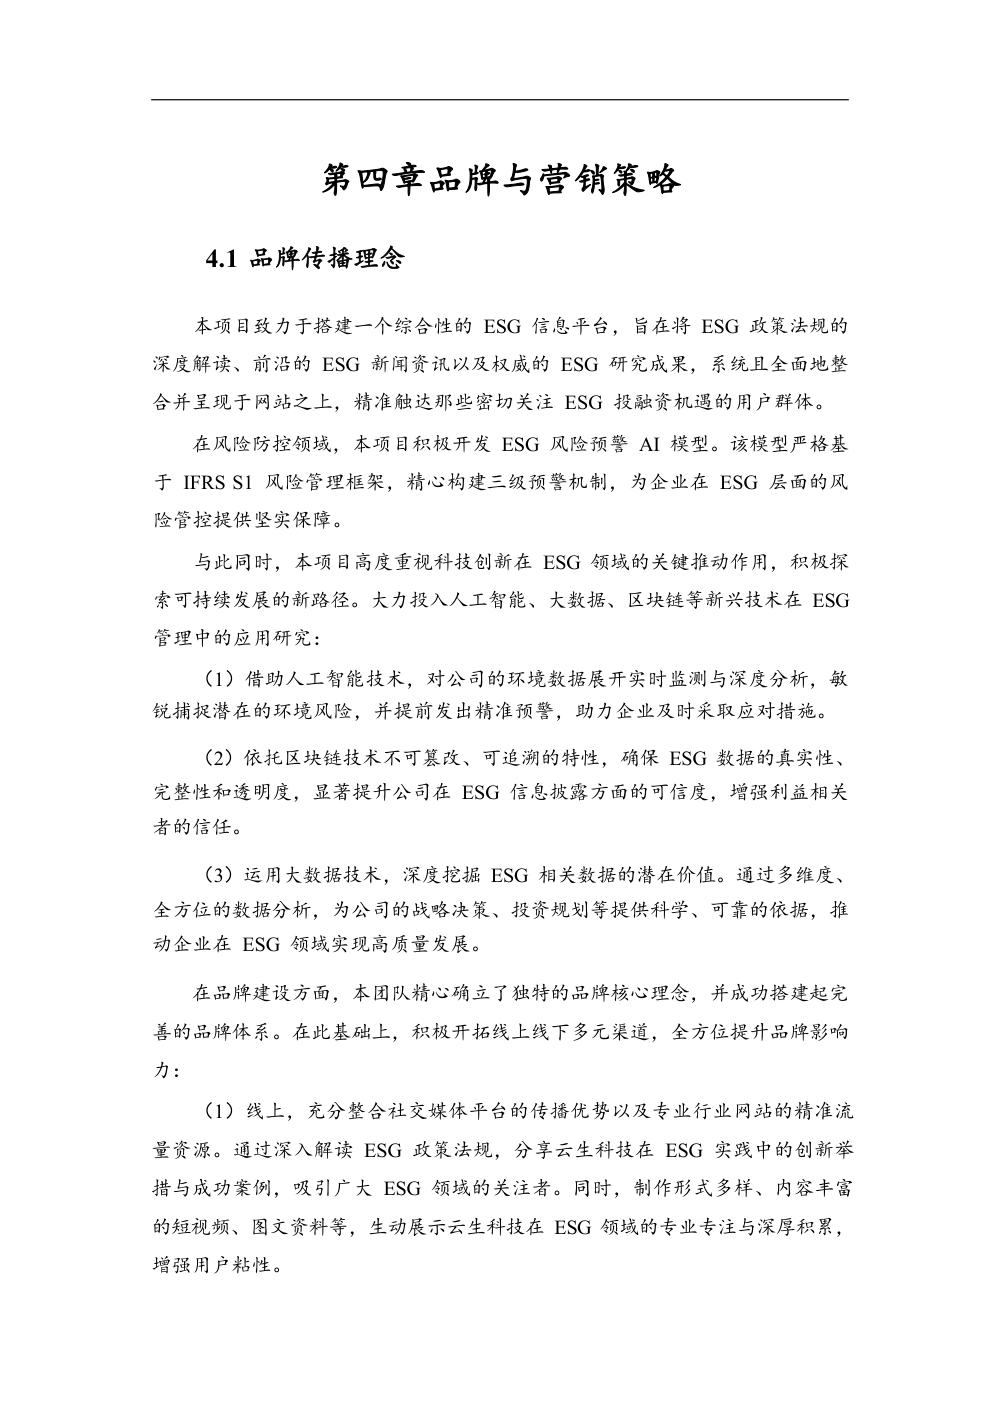 第四章品牌与营销策略
4.1 品牌传播理念
本项目致力于搭建一个综合性的 ESG 信息平台，旨在将 ESG 政策法规的
深度解读、前沿的 ESG 新闻资讯以及权威的 ESG 研究成果，系统且全面地整
合并呈现于网站之上，精准触达那些密切关注 ESG 投融资机遇的用户群体。
在风险防控领域，本项目积极开发 ESG 风险预警 AI 模型。该模型严格基
于 IFRS S1 风险管理框架，精心构建三级预警机制，为企业在 ESG 层面的风
险管控提供坚实保障。
与此同时，本项目高度重视科技创新在 ESG 领域的关键推动作用，积极探
索可持续发展的新路径。大力投入人工智能、大数据、区块链等新兴技术在 ESG
管理中的应用研究：
（1）借助人工智能技术，对公司的环境数据展开实时监测与深度分析，敏
锐捕捉潜在的环境风险，并提前发出精准预警，助力企业及时采取应对措施。
（2）依托区块链技术不可篡改、可追溯的特性，确保 ESG 数据的真实性、
完整性和透明度，显著提升公司在 ESG 信息披露方面的可信度，增强利益相关
者的信任。
（3）运用大数据技术，深度挖掘 ESG 相关数据的潜在价值。通过多维度、
全方位的数据分析，为公司的战略决策、投资规划等提供科学、可靠的依据，推
动企业在 ESG 领域实现高质量发展。
在品牌建设方面，本团队精心确立了独特的品牌核心理念，并成功搭建起完
善的品牌体系。在此基础上，积极开拓线上线下多元渠道，全方位提升品牌影响
力：
（1）线上，充分整合社交媒体平台的传播优势以及专业行业网站的精准流
量资源。通过深入解读 ESG 政策法规，分享云生科技在 ESG 实践中的创新举
措与成功案例，吸引广大 ESG 领域的关注者。同时，制作形式多样、内容丰富
的短视频、图文资料等，生动展示云生科技在 ESG 领域的专业专注与深厚积累，
增强用户粘性。